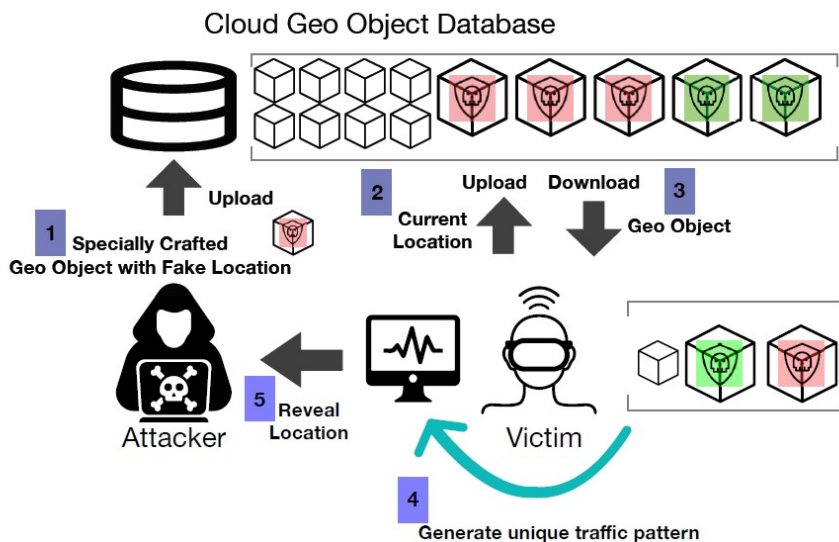 Cloud Geo Object Database
1
Upload
Specially Crafted
Geo Object with Fake Location
2
Upload
Current
Location
Download
3
Geo Object
Attacker
5
Reveal
Location
Victim
4
Generate unique traffic pattern